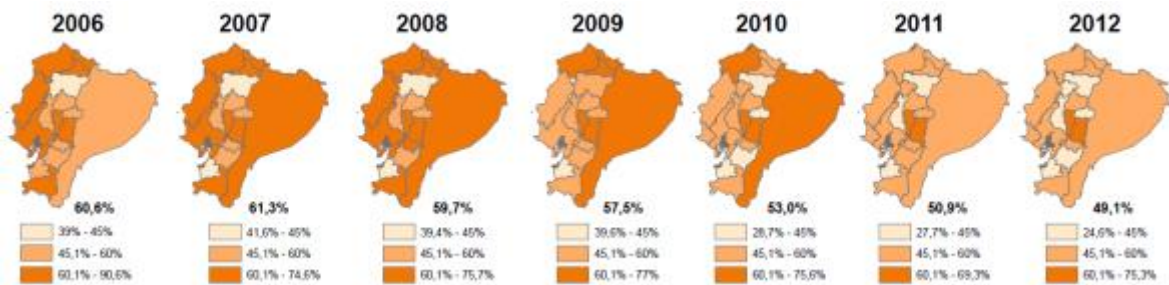 2006 2007 2008 2009 2010 2011 2012
60,6% 61,3% 59,7% 57,5% 53,0% 50,9% 49,1%
39% - 45% 41,6% - 45% 39,4% - 45% 39,6% - 45% 28,7% - 45% 27,7% - 45% 24,6% - 45%
45,1% - 60% 45,1% - 60% 45,1% - 60% 45,1% - 60% 45,1% - 60% 45,1% - 60% 45,1% - 60%
60,1% - 90,6% 60,1% - 74,6% 60,1% - 75,7% 60,1% - 77% 60,1% - 75,6% 60,1% - 69,3% 60,1% - 75,3%